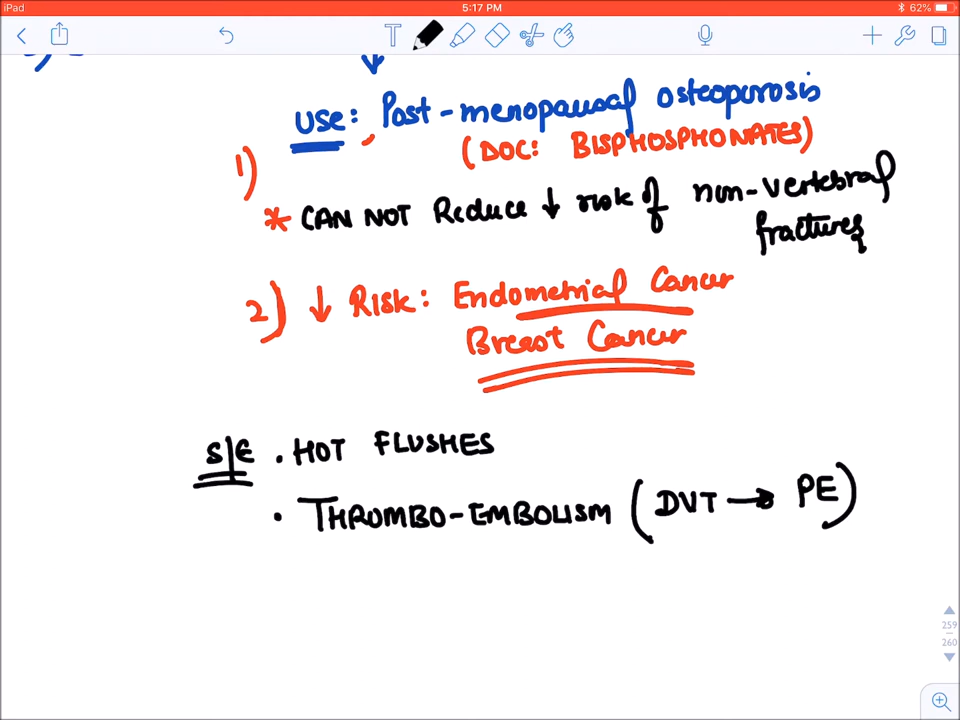 iPad 5:17 PM 62%
USE: Post-menopausal osteoporosis
1) (DOC: BISPHOSPHONATES)
* CAN NOT Reduce ↓ risk of non-vertebral
fractures
2) ↓ Risk: Endometrial Cancer
Breast Cancer
S/E • HOT FLUSHES
• THROMBO-EMBOLISM (DVT → PE)
259
260